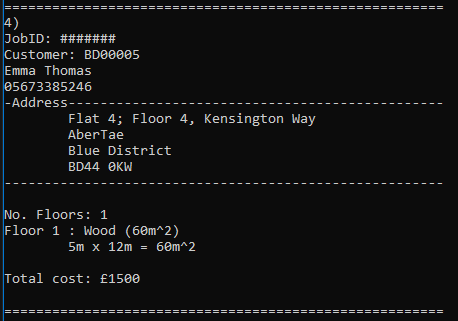 =======================================================
4)
JobID: #######
Customer: BD00005
Emma Thomas
05673385246
-Address-----------------------------------------------
Flat 4; Floor 4, Kensington Way
AberTae
Blue District
BD44 0KW
-------------------------------------------------------
No. Floors: 1
Floor 1 : Wood (60m^2)
5m x 12m = 60m^2
Total cost: £1500
=======================================================